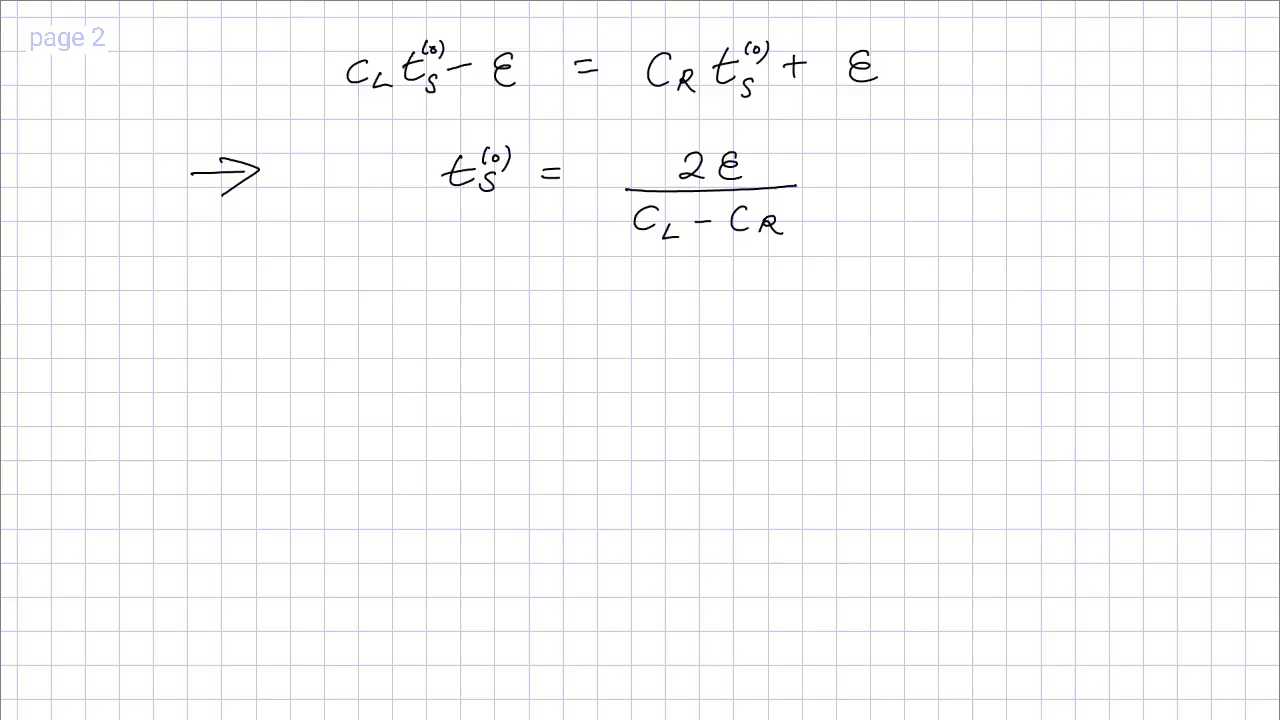 page 2
C_L t_S^(0) - ε = C_R t_S^(0) + ε
→ t_S^(0) = 2ε / (C_L - C_R)